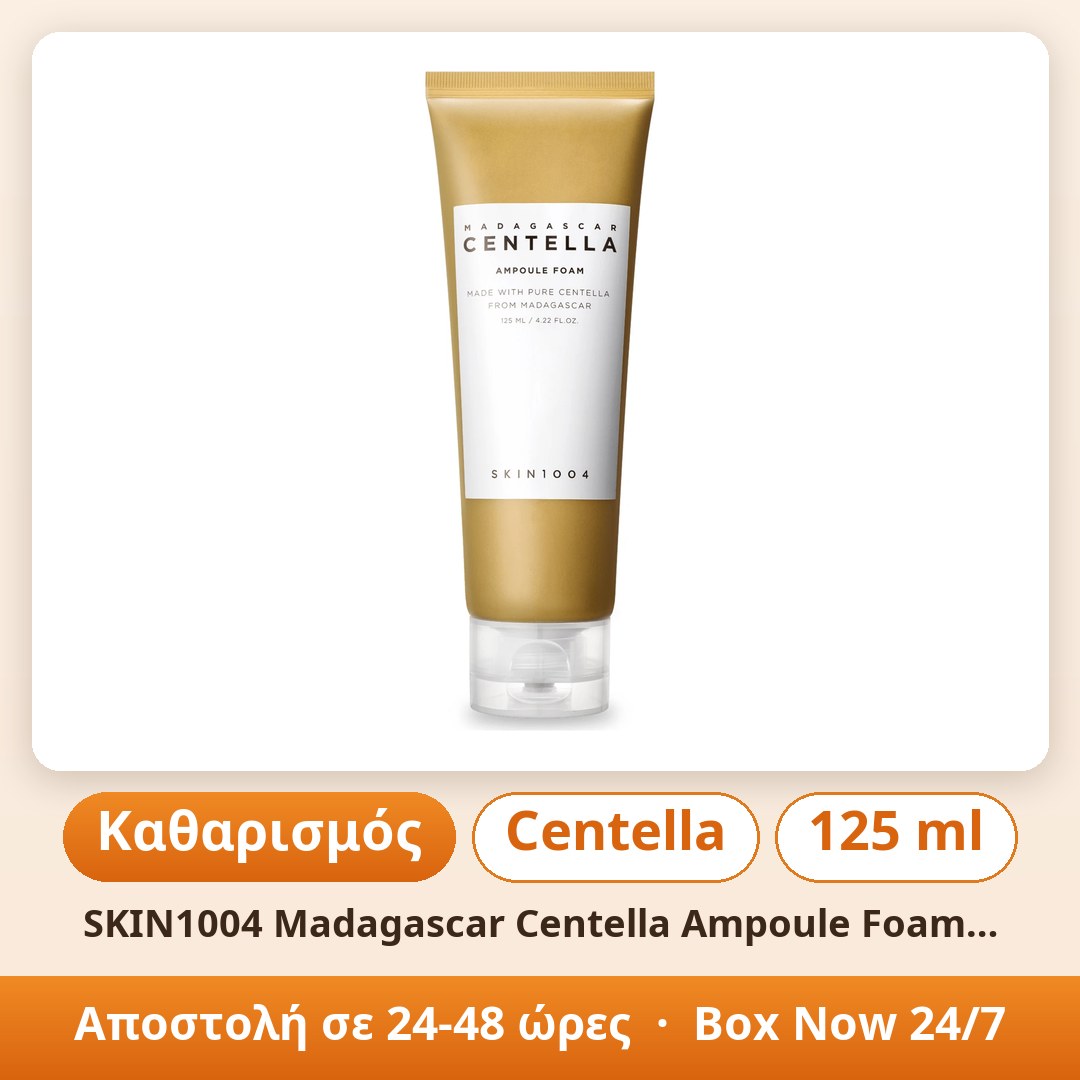 MADAGASCAR
CENTELLA
AMPOULE FOAM
MADE WITH PURE CENTELLA
FROM MADAGASCAR
125 ML / 4.22 FL.OZ.
SKIN1004
Καθαρισμός
Centella
125 ml
SKIN1004 Madagascar Centella Ampoule Foam...
Αποστολή σε 24-48 ώρες · Box Now 24/7